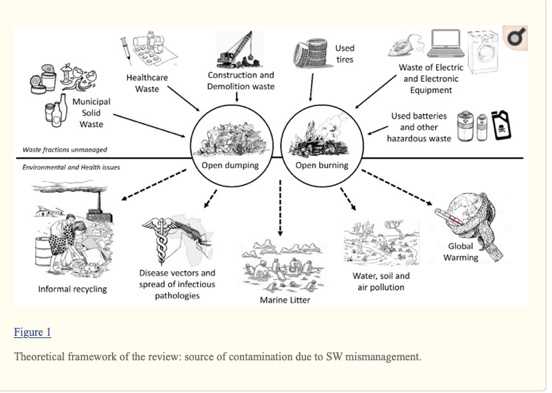 Healthcare
Waste
Construction and
Demolition waste
Used
tires
Waste of Electric
and Electronic
Equipment
Municipal
Solid
Waste
Used batteries
and other
hazardous waste
Waste fractions unmanaged
Open dumping
Open burning
Environmental and Health issues
Informal recycling
Disease vectors and
spread of infectious
pathologies
Marine Litter
Water, soil and
air pollution
Global
Warming
Figure 1
Theoretical framework of the review: source of contamination due to SW mismanagement.